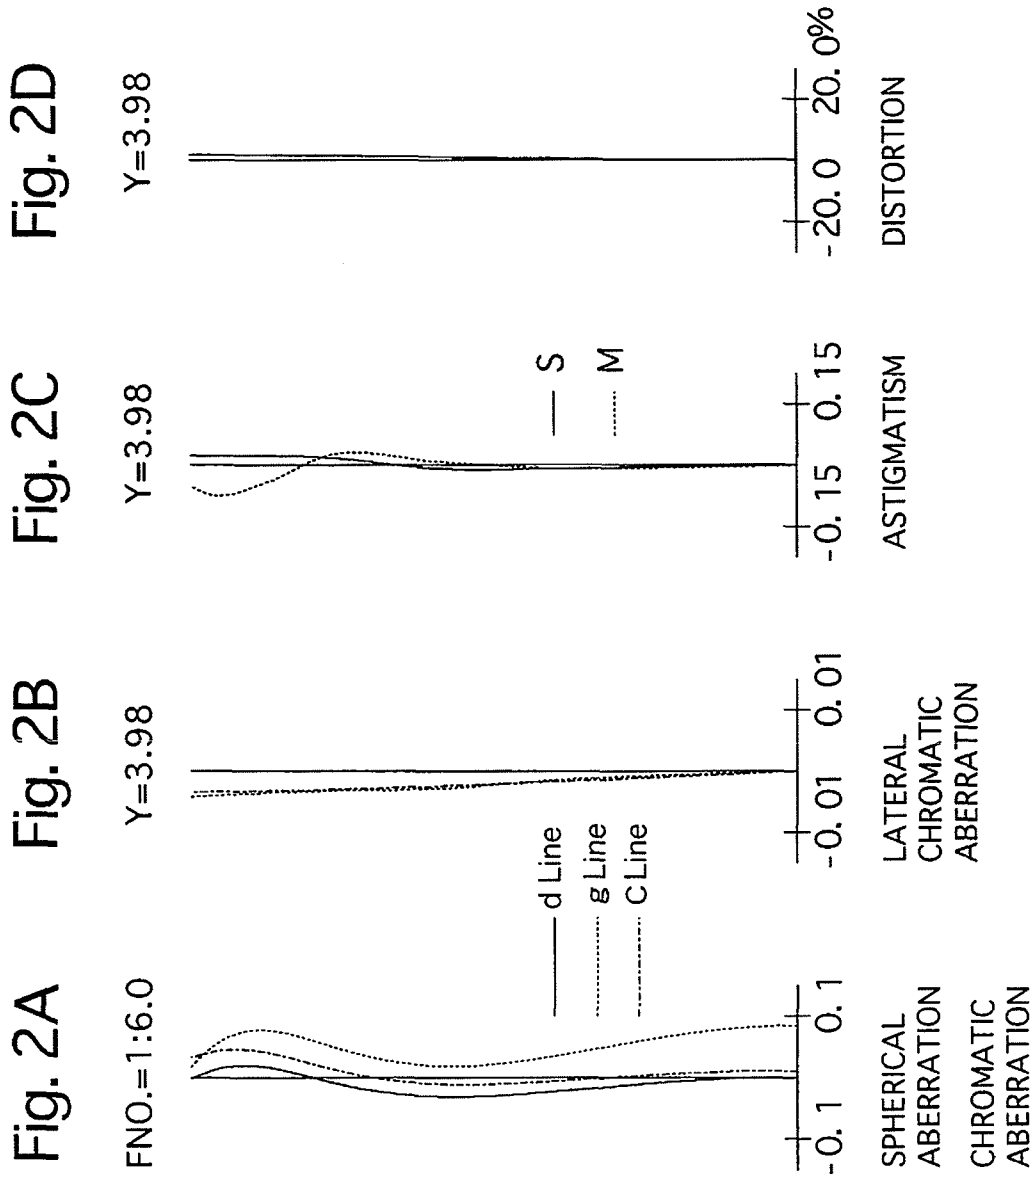 Fig. 2A
FNO.=1:6.0
-0.1
0.1
SPHERICAL
ABERRATION
CHROMATIC
ABERRATION
d Line
g Line
C Line
Fig. 2B
Y=3.98
-0.01
0.01
LATERAL
CHROMATIC
ABERRATION
Fig. 2C
Y=3.98
S
M
-0.15
0.15
ASTIGMATISM
Fig. 2D
Y=3.98
-20.0
20.0%
DISTORTION